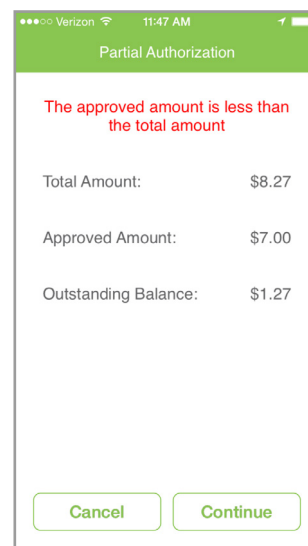 Verizon 11:47 AM
Partial Authorization
The approved amount is less than
the total amount
Total Amount: $8.27
Approved Amount: $7.00
Outstanding Balance: $1.27
Cancel Continue